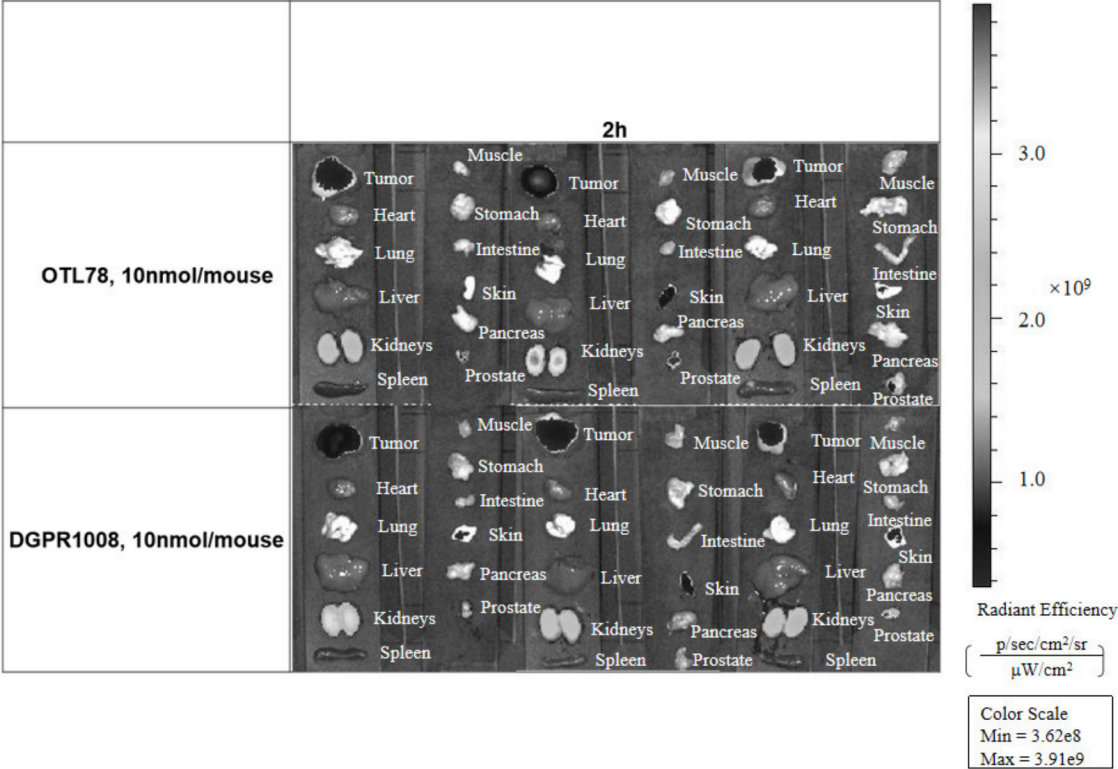 2h
OTL78, 10nmol/mouse
Tumor
Heart
Lung
Liver
Kidneys
Spleen
Muscle
Stomach
Intestine
Skin
Pancreas
Prostate
Tumor
Heart
Lung
Liver
Kidneys
Spleen
Muscle
Stomach
Intestine
Skin
Pancreas
Prostate
Tumor
Heart
Lung
Liver
Kidneys
Spleen
Muscle
Stomach
Intestine
Skin
Pancreas
Prostate
DGPR1008, 10nmol/mouse
Tumor
Heart
Lung
Liver
Kidneys
Spleen
Muscle
Stomach
Intestine
Skin
Pancreas
Prostate
Tumor
Heart
Lung
Liver
Kidneys
Spleen
Muscle
Stomach
Intestine
Skin
Pancreas
Prostate
Tumor
Heart
Lung
Liver
Kidneys
Spleen
Muscle
Stomach
Intestine
Skin
Pancreas
Prostate
3.0
×10⁹
2.0
1.0
Radiant Efficiency
p/sec/cm²/sr
μW/cm²
Color Scale
Min = 3.62e8
Max = 3.91e9